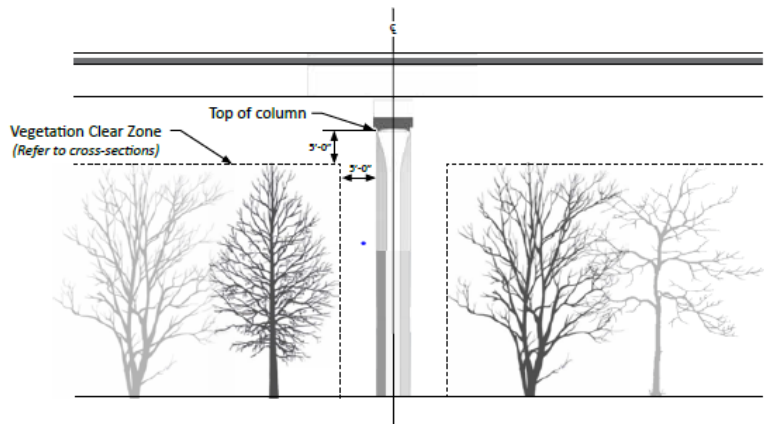 ℄
Top of column
Vegetation Clear Zone
(Refer to cross-sections)
5'-0"
5'-0"
*